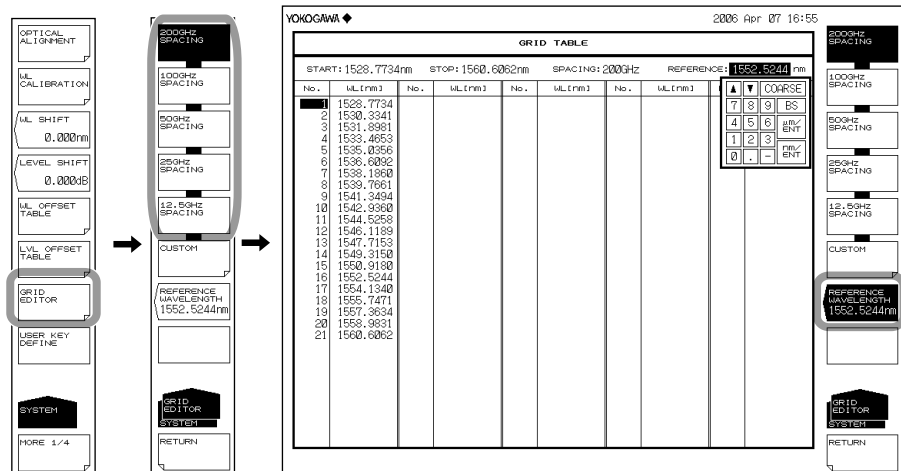 OPTICAL
ALIGNMENT
WL
CALIBRATION
WL SHIFT
0.000nm
LEVEL SHIFT
0.000dB
WL OFFSET
TABLE
LVL OFFSET
TABLE
GRID
EDITOR
USER KEY
DEFINE
SYSTEM
MORE 1/4
200GHz
SPACING
100GHz
SPACING
50GHz
SPACING
25GHz
SPACING
12.5GHz
SPACING
CUSTOM
REFERENCE
WAVELENGTH
1552.5244nm
GRID
EDITOR
SYSTEM
RETURN
YOKOGAWA ◆ 2006 Apr 07 16:55
GRID TABLE
START:1528.7734nm STOP:1560.6062nm SPACING:200GHz REFERENCE:1552.5244 nm
No. WL[nm] No. WL[nm] No. WL[nm] No. WL[nm] N
1 1528.7734
2 1530.3341
3 1531.8981
4 1533.4653
5 1535.0356
6 1536.6092
7 1538.1860
8 1539.7661
9 1541.3494
10 1542.9360
11 1544.5258
12 1546.1189
13 1547.7153
14 1549.3150
15 1550.9180
16 1552.5244
17 1554.1340
18 1555.7471
19 1557.3634
20 1558.9831
21 1560.6062
▲ ▼ COARSE
7 8 9 BS
4 5 6 μm/ENT
1 2 3 nm/ENT
0 . -
200GHz
SPACING
100GHz
SPACING
50GHz
SPACING
25GHz
SPACING
12.5GHz
SPACING
CUSTOM
REFERENCE
WAVELENGTH
1552.5244nm
GRID
EDITOR
SYSTEM
RETURN